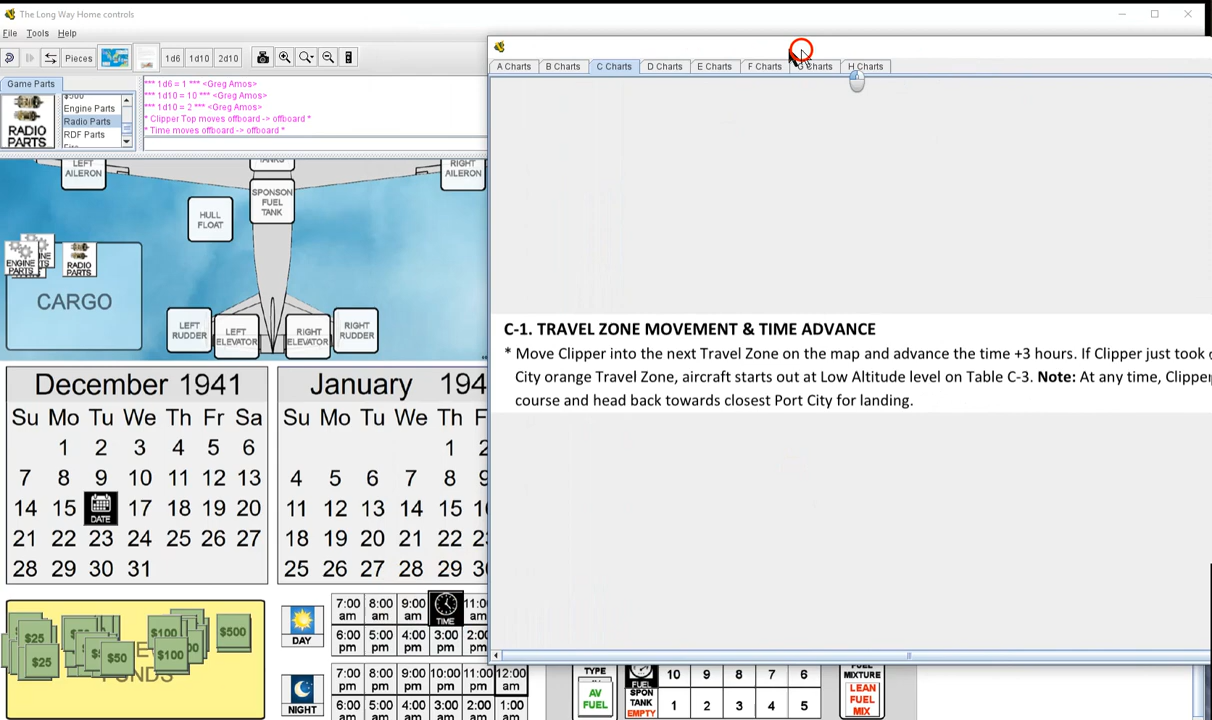 The Long Way Home controls
File Tools Help
Pieces 1d6 1d10 2d10
Game Parts
$500
Engine Parts
Radio Parts
RDF Parts
RADIO
PARTS
*** 1d6 = 1 *** <Greg Amos>
*** 1d10 = 10 *** <Greg Amos>
*** 1d10 = 2 *** <Greg Amos>
* Clipper Top moves offboard -> offboard *
* Time moves offboard -> offboard *
A Charts B Charts C Charts D Charts E Charts F Charts G Charts H Charts
C-1. TRAVEL ZONE MOVEMENT & TIME ADVANCE
* Move Clipper into the next Travel Zone on the map and advance the time +3 hours. If Clipper just took
City orange Travel Zone, aircraft starts out at Low Altitude level on Table C-3. Note: At any time, Clipper
course and head back towards closest Port City for landing.
LEFT
AILERON
TANKS
RIGHT
AILERON
SPONSON
FUEL
TANK
HULL
FLOAT
ENGINE
PARTS
RADIO
PARTS
CARGO
LEFT
RUDDER
LEFT
ELEVATOR
RIGHT
ELEVATOR
RIGHT
RUDDER
December 1941
Su Mo Tu We Th Fr Sa
1 2 3 4 5 6
7 8 9 10 11 12 13
14 15 DATE 17 18 19 20
21 22 23 24 25 26 27
28 29 30 31
January 194
Su Mo Tu We Th F
1 2
4 5 6 7 8 9
11 12 13 14 15 1
18 19 20 21 22 2
25 26 27 28 29 3
$25 $25 $50 $100 $100 $500
DAY
7:00 am 8:00 am 9:00 am TIME 11:00
6:00 pm 5:00 pm 4:00 pm 3:00 pm 2:00
NIGHT
7:00 pm 8:00 pm 9:00 pm 10:00 pm 11:00 pm 12:00 am
6:00 am 5:00 am 4:00 am 3:00 am 2:00 am 1:00 am
TYPE
AV
FUEL
FUEL
SPON
TANK
EMPTY
10 9 8 7 6
1 2 3 4 5
FUEL
MIXTURE
LEAN
FUEL
MIX